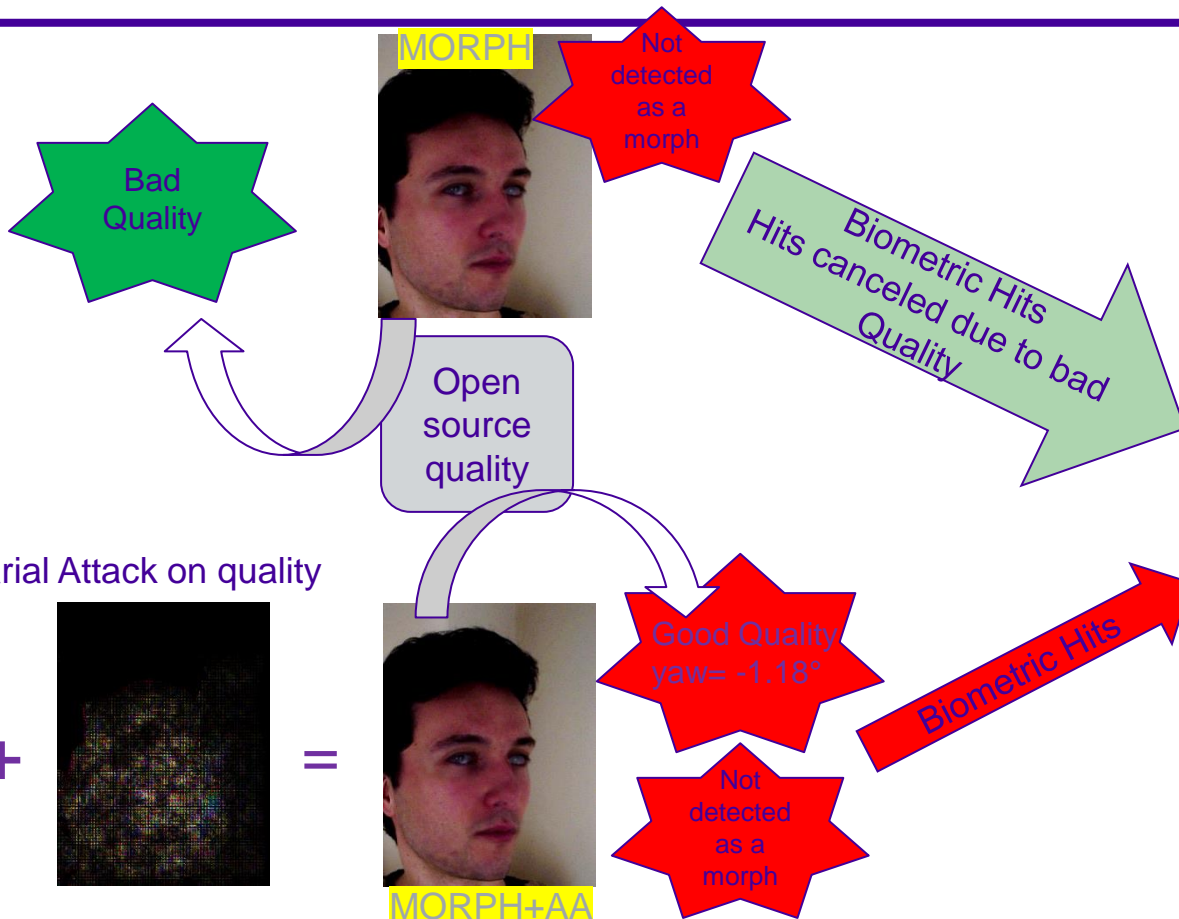 MORPH
Not
detected
as a
morph
Bad
Quality
Biometric Hits
Hits canceled due to bad
Quality
Open
source
quality
rial Attack on quality
Good Quality
yaw= -1.18°
Biometric Hits
+
=
Not
detected
as a
morph
MORPH+AA